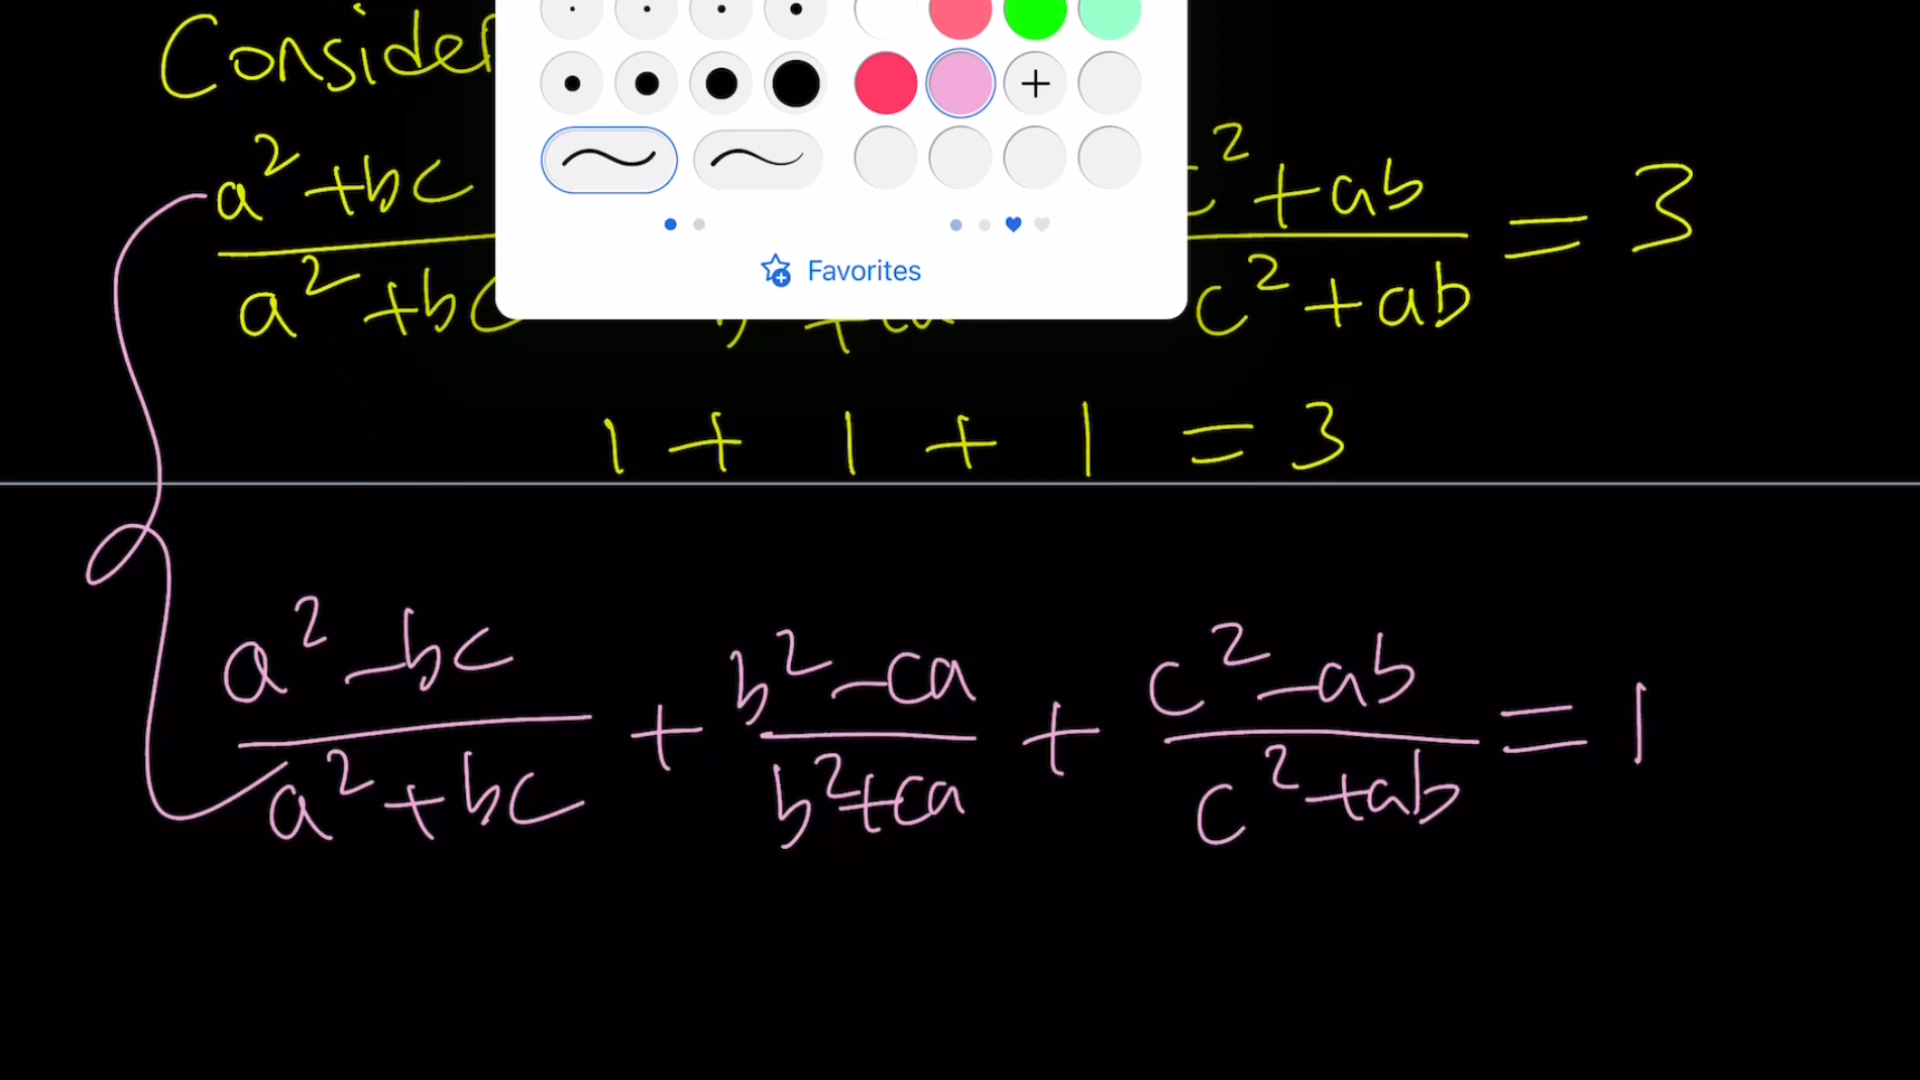 Consider
a²+bc / a²+bc c²+ab / c²+ab = 3
Favorites
1 + 1 + 1 = 3
a²-bc / a²+bc + b²-ca / b²+ca + c²-ab / c²+ab = 1